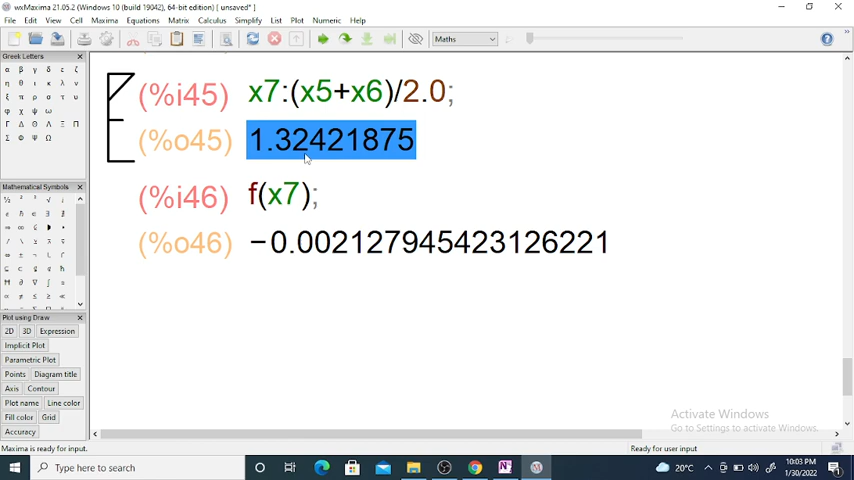 wxMaxima 21.05.2 (Windows 10 (build 19042), 64-bit edition) [ unsaved* ]
File Edit View Cell Maxima Equations Matrix Calculus Simplify List Plot Numeric Help
Maths
Greek Letters
α β γ δ ε ζ
η θ ι κ λ ν
ξ π ρ σ τ υ
φ χ ψ ω
Γ Δ Θ Λ Ξ Π
Σ Φ Ψ Ω
Mathematical Symbols
Plot using Draw
2D 3D Expression
Implicit Plot
Parametric Plot
Points Diagram title
Axis Contour
Plot name Line color
Fill color Grid
Accuracy
(%i45) x7:(x5+x6)/2.0;
(%o45) 1.32421875
(%i46) f(x7);
(%o46) −0.002127945423126221
Activate Windows
Go to Settings to activate Windows.
Maxima is ready for input.
Ready for user input
Type here to search
20°C
10:03 PM
1/30/2022